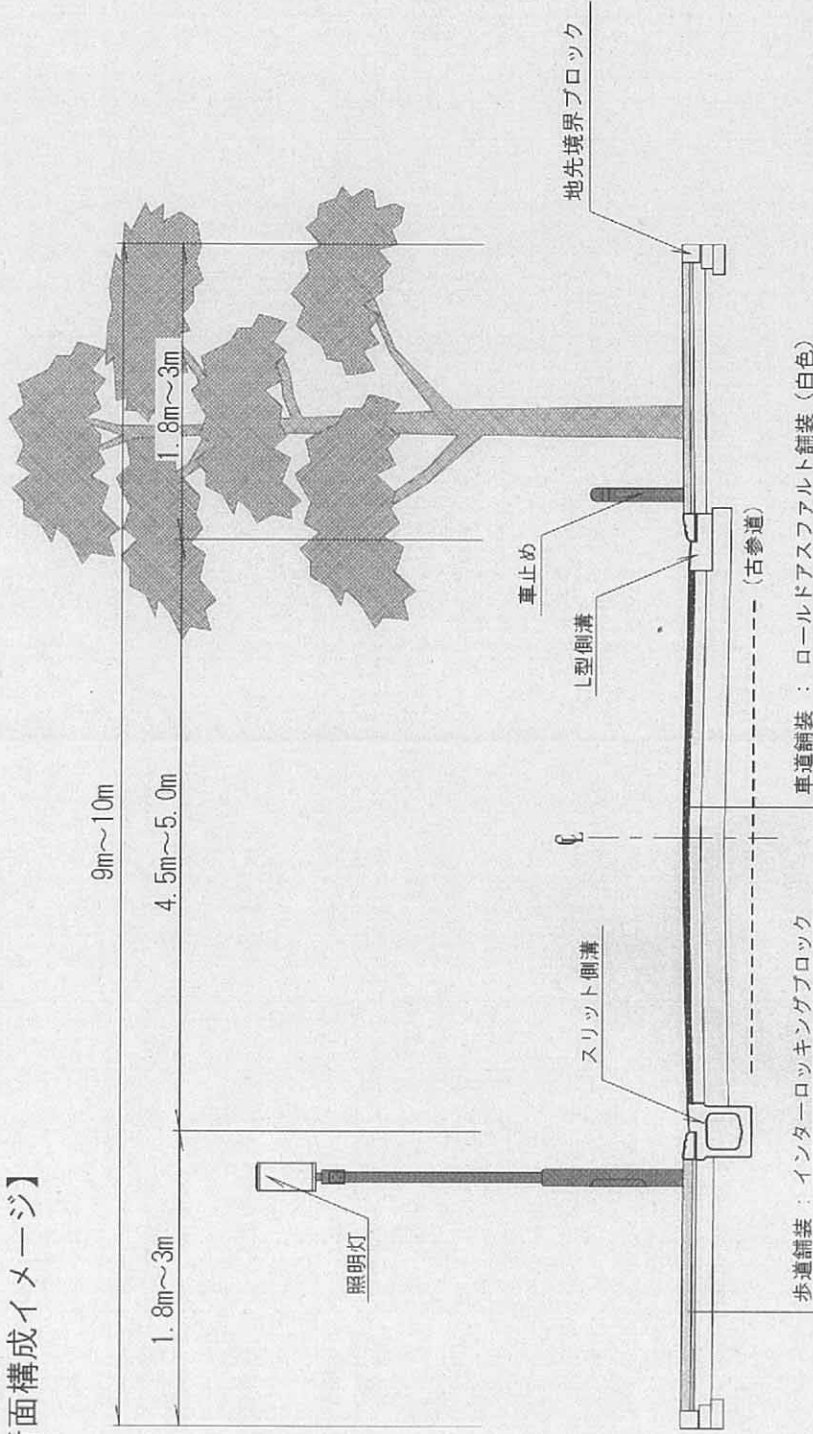 面構成イメージ】
9m～10m
1.8m～3m
4.5m～5.0m
1.8m～3m
照明灯
スリット側溝
℄
車止め
L型側溝
地先境界ブロック
(古参道)
歩道舗装 : インターロッキングブロック
車道舗装 : ロールドアスファルト舗装 (白色)